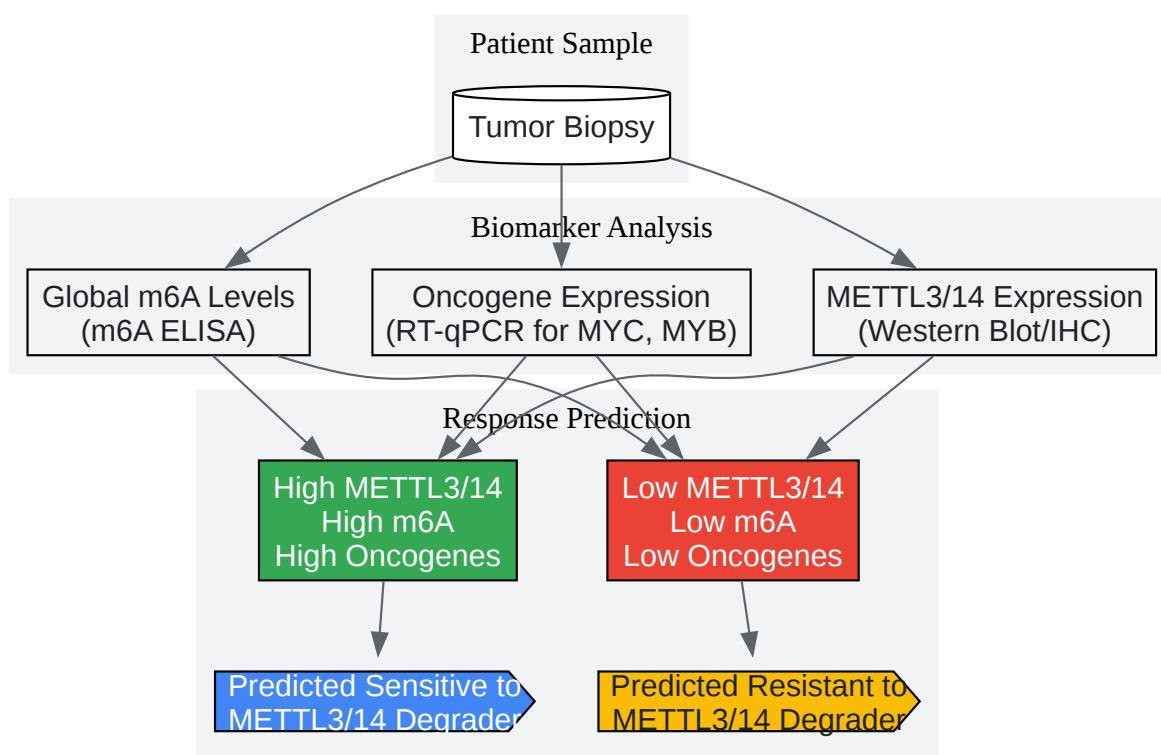 Patient Sample
Tumor Biopsy
Biomarker Analysis
Global m6A Levels
(m6A ELISA)
Oncogene Expression
(RT-qPCR for MYC, MYB)
METTL3/14 Expression
(Western Blot/IHC)
Response Prediction
High METTL3/14
High m6A
High Oncogenes
Low METTL3/14
Low m6A
Low Oncogenes
Predicted Sensitive to
METTL3/14 Degrader
Predicted Resistant to
METTL3/14 Degrader